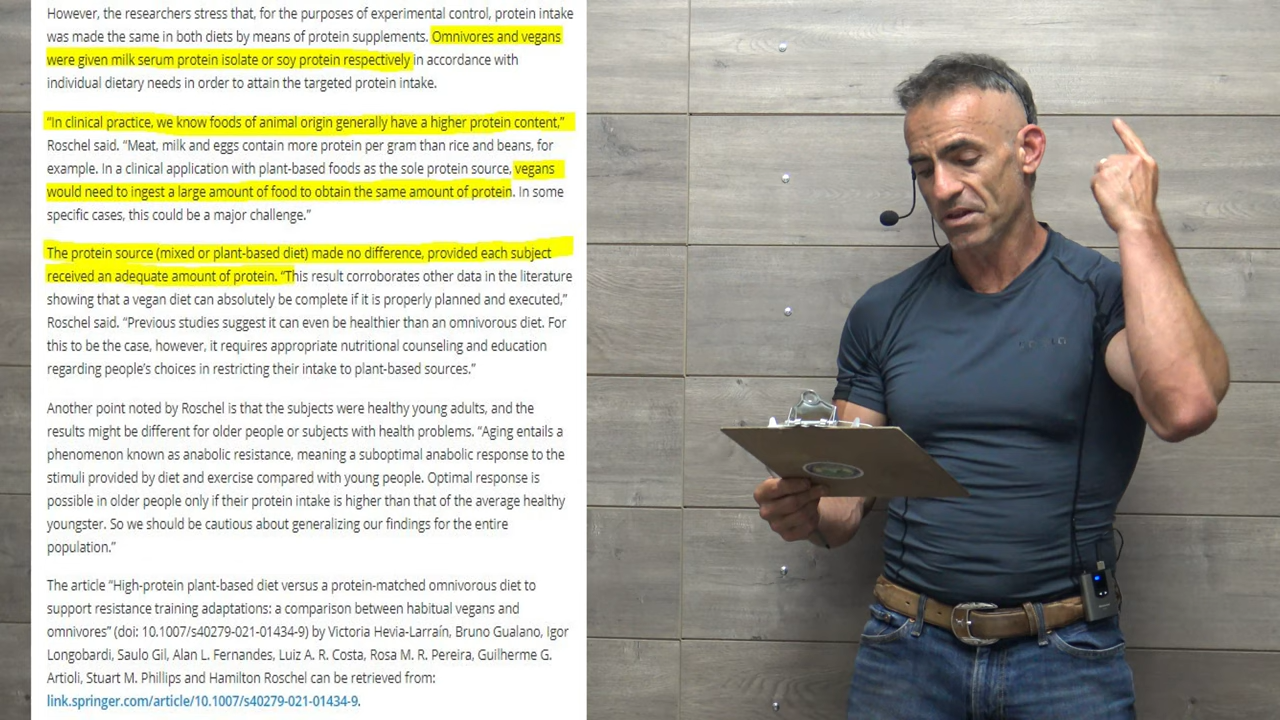 However, the researchers stress that, for the purposes of experimental control, protein intake
was made the same in both diets by means of protein supplements. Omnivores and vegans
were given milk serum protein isolate or soy protein respectively in accordance with
individual dietary needs in order to attain the targeted protein intake.
“In clinical practice, we know foods of animal origin generally have a higher protein content,”
Roschel said. “Meat, milk and eggs contain more protein per gram than rice and beans, for
example. In a clinical application with plant-based foods as the sole protein source, vegans
would need to ingest a large amount of food to obtain the same amount of protein. In some
specific cases, this could be a major challenge.”
The protein source (mixed or plant-based diet) made no difference, provided each subject
received an adequate amount of protein. “This result corroborates other data in the literature
showing that a vegan diet can absolutely be complete if it is properly planned and executed,”
Roschel said. “Previous studies suggest it can even be healthier than an omnivorous diet. For
this to be the case, however, it requires appropriate nutritional counseling and education
regarding people’s choices in restricting their intake to plant-based sources.”
Another point noted by Roschel is that the subjects were healthy young adults, and the
results might be different for older people or subjects with health problems. “Aging entails a
phenomenon known as anabolic resistance, meaning a suboptimal anabolic response to the
stimuli provided by diet and exercise compared with young people. Optimal response is
possible in older people only if their protein intake is higher than that of the average healthy
youngster. So we should be cautious about generalizing our findings for the entire
population.”
The article “High-protein plant-based diet versus a protein-matched omnivorous diet to
support resistance training adaptations: a comparison between habitual vegans and
omnivores” (doi: 10.1007/s40279-021-01434-9) by Victoria Hevia-Larraín, Bruno Gualano, Igor
Longobardi, Saulo Gil, Alan L. Fernandes, Luiz A. R. Costa, Rosa M. R. Pereira, Guilherme G.
Artioli, Stuart M. Phillips and Hamilton Roschel can be retrieved from:
link.springer.com/article/10.1007/s40279-021-01434-9.